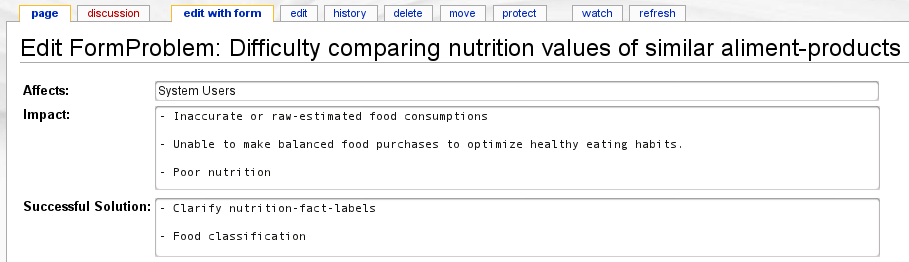 page discussion edit with form edit history delete move protect watch refresh
Edit FormProblem: Difficulty comparing nutrition values of similar aliment-products
Affects: System Users
Impact: - Inaccurate or raw-estimated food consumptions
- Unable to make balanced food purchases to optimize healthy eating habits.
- Poor nutrition
Successful Solution: - Clarify nutrition-fact-labels
- Food classification